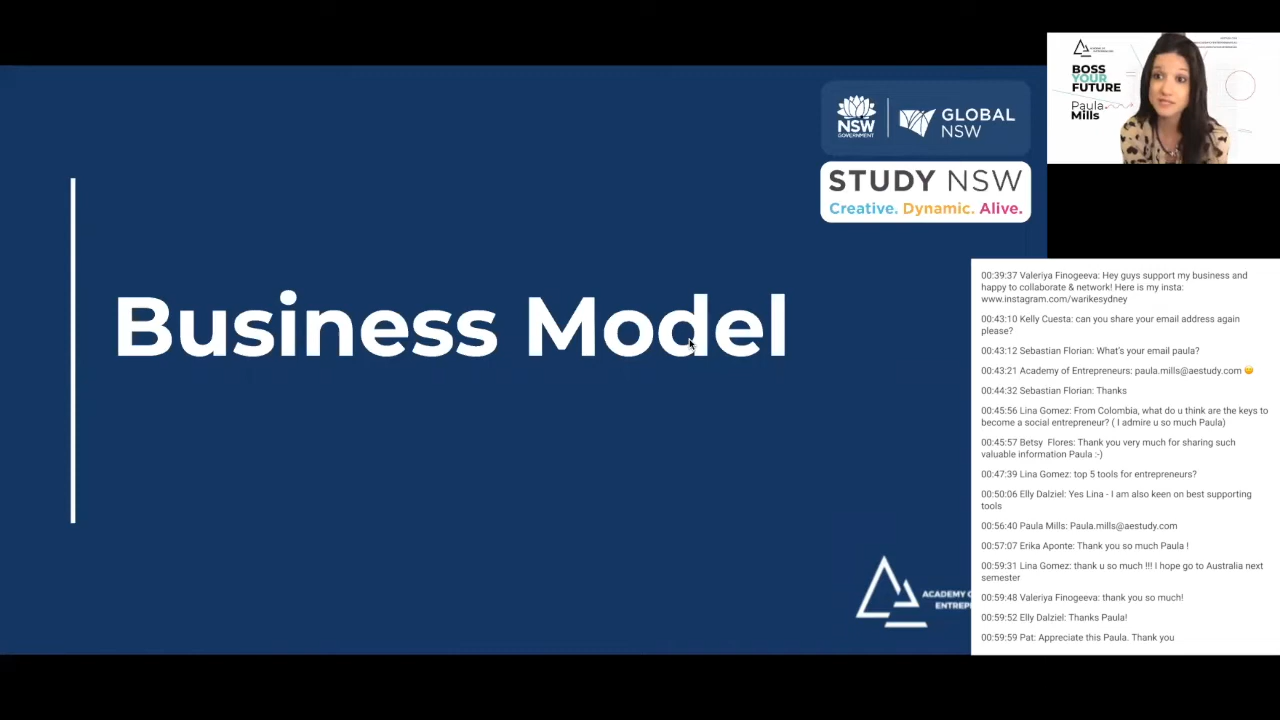 NSW
GOVERNMENT
GLOBAL
NSW
STUDY NSW
Creative. Dynamic. Alive.
Business Model
ACADEMY
BOSS
YOUR
FUTURE
Paula
Mills
00:39:37 Valeriya Finogeeva: Hey guys support my business and
happy to collaborate & network! Here is my insta:
www.instagram.com/warikesydney
00:43:10 Kelly Cuesta: can you share your email address again
please?
00:43:12 Sebastian Florian: What's your email paula?
00:43:21 Academy of Entrepreneurs: paula.mills@aestudy.com 😊
00:44:32 Sebastian Florian: Thanks
00:45:56 Lina Gomez: From Colombia, what do u think are the keys to
become a social entrepreneur? ( I admire u so much Paula)
00:45:57 Betsy Flores: Thank you very much for sharing such
valuable information Paula :-)
00:47:39 Lina Gomez: top 5 tools for entrepreneurs?
00:50:06 Elly Dalziel: Yes Lina - I am also keen on best supporting
tools
00:56:40 Paula Mills: Paula.mills@aestudy.com
00:57:07 Erika Aponte: Thank you so much Paula !
00:59:31 Lina Gomez: thank u so much !!! I hope go to Australia next
semester
00:59:48 Valeriya Finogeeva: thank you so much!
00:59:52 Elly Dalziel: Thanks Paula!
00:59:59 Pat: Appreciate this Paula. Thank you